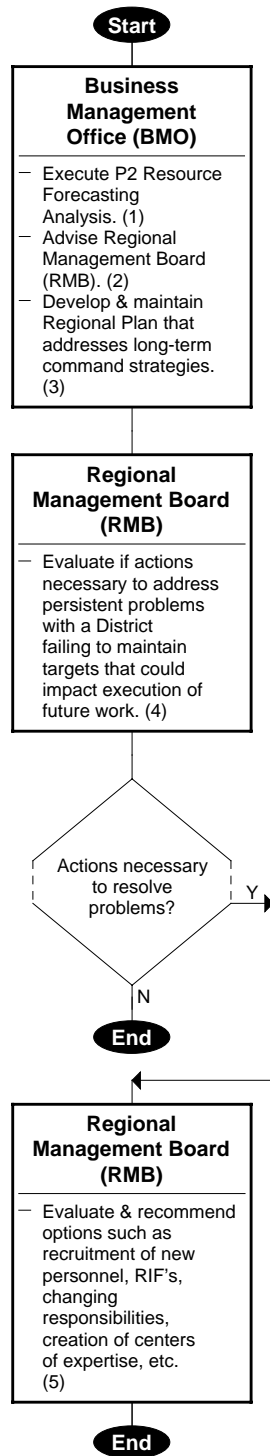 Start
Business
Management
Office (BMO)
– Execute P2 Resource
Forecasting
Analysis. (1)
– Advise Regional
Management Board
(RMB). (2)
– Develop & maintain
Regional Plan that
addresses long-term
command strategies.
(3)
Regional
Management Board
(RMB)
– Evaluate if actions
necessary to address
persistent problems
with a District
failing to maintain
targets that could
impact execution of
future work. (4)
Actions necessary
to resolve
problems?
Y
N
End
Regional
Management Board
(RMB)
– Evaluate & recommend
options such as
recruitment of new
personnel, RIF's,
changing
responsibilities,
creation of centers
of expertise, etc.
(5)
End